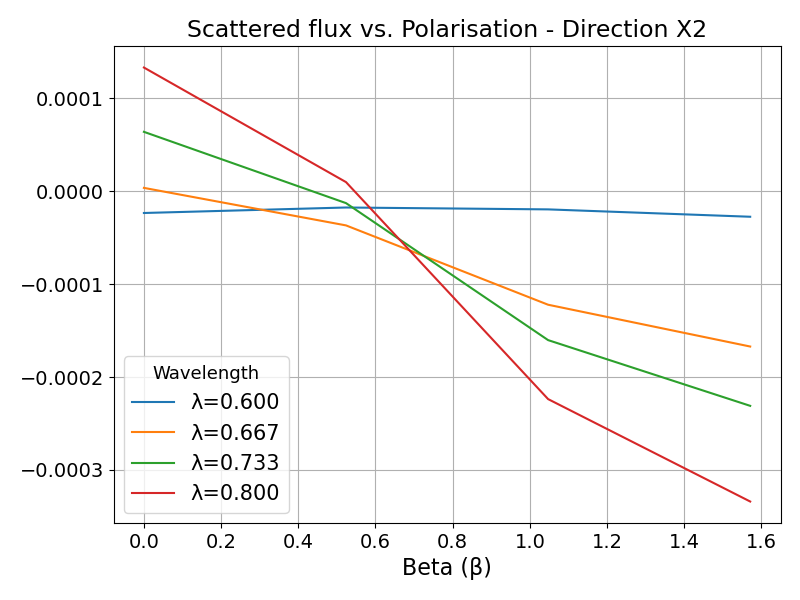 Scattered flux vs. Polarisation - Direction X2
0.0001
0.0000
−0.0001
−0.0002
−0.0003
Wavelength
λ=0.600
λ=0.667
λ=0.733
λ=0.800
0.0 0.2 0.4 0.6 0.8 1.0 1.2 1.4 1.6
Beta (β)